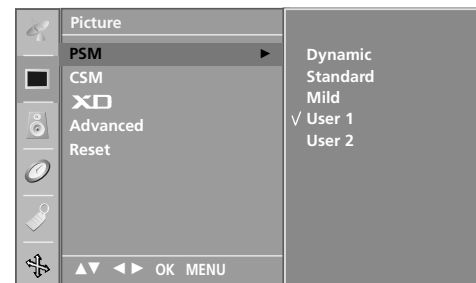 Picture
PSM ►
CSM
XD
Advanced
Reset
▲▼ ◄► OK MENU
Dynamic
Standard
Mild
√ User 1
User 2